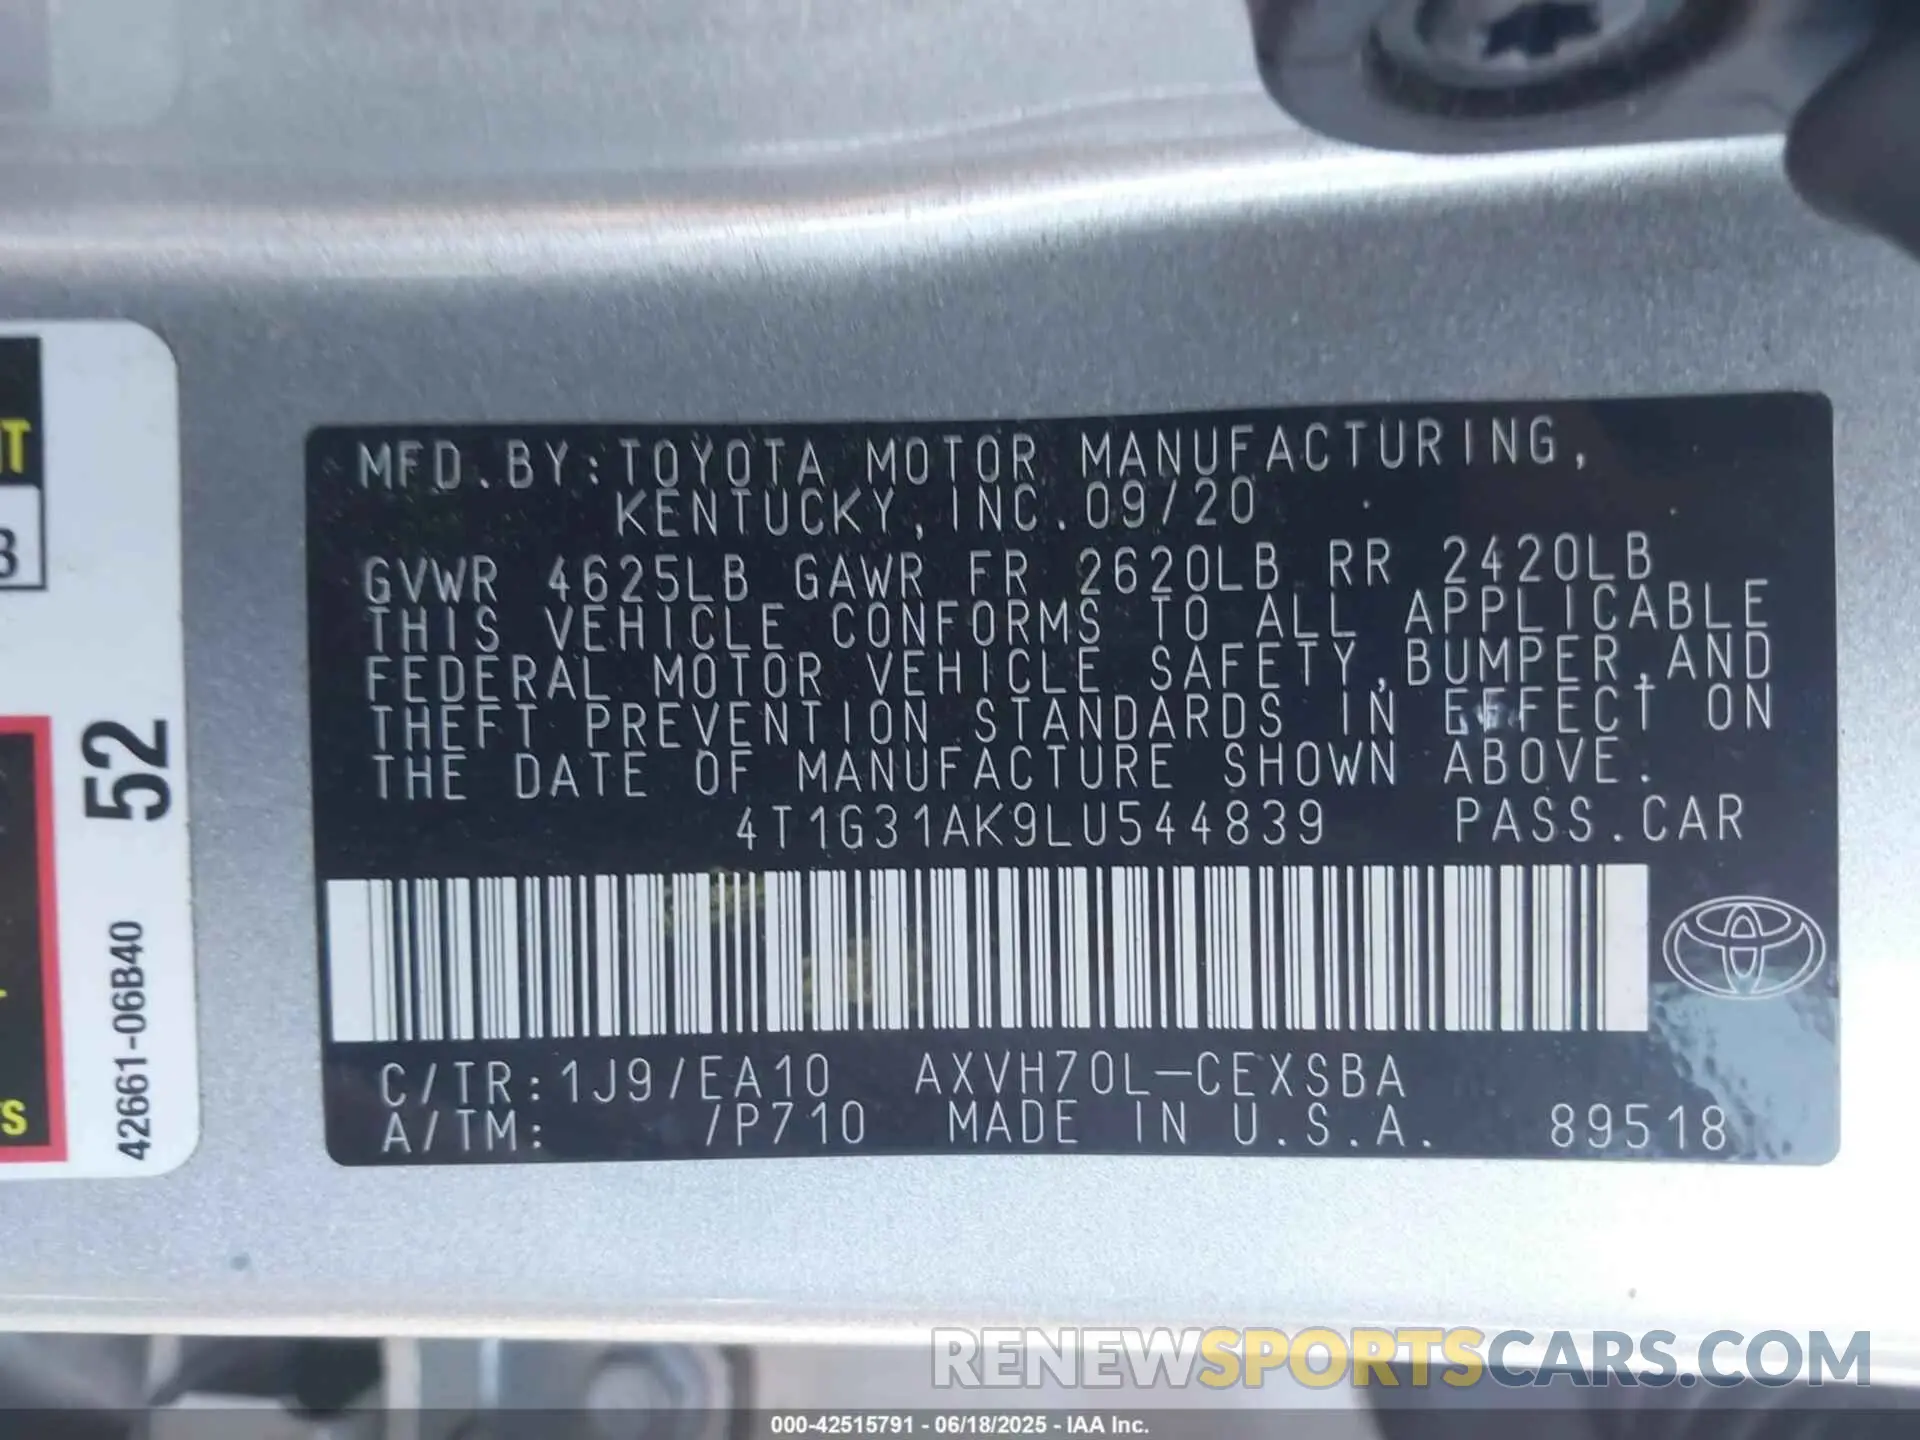 MFD.BY:TOYOTA MOTOR MANUFACTURING,
KENTUCKY,INC.09/20
GVWR 4625LB GAWR FR 2620LB RR 2420LB
THIS VEHICLE CONFORMS TO ALL APPLICABLE
FEDERAL MOTOR VEHICLE SAFETY,BUMPER,AND
THEFT PREVENTION STANDARDS IN EFFECT ON
THE DATE OF MANUFACTURE SHOWN ABOVE.
4T1G31AK9LU544839 PASS.CAR
C/TR:1J9/EA10 AXVH70L-CEXSBA
A/TM: /P710 MADE IN U.S.A. 89518
52
42661-06B40
RENEWSPORTSCARS.COM
000-42515791 - 06/18/2025 - IAA Inc.